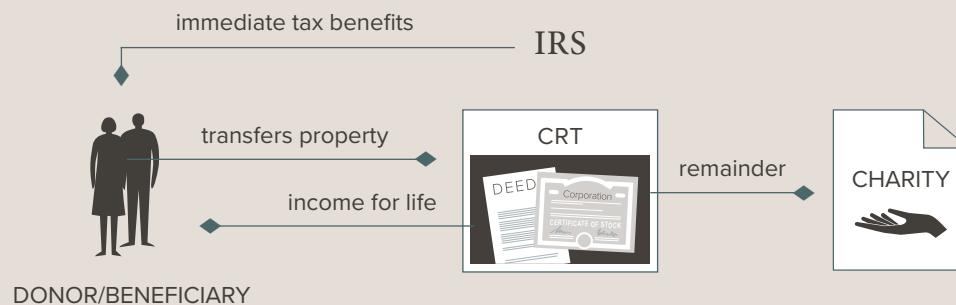 immediate tax benefits
IRS
transfers property
CRT
DEED
Corporation
CERTIFICATE OF STOCK
remainder
CHARITY
income for life
DONOR/BENEFICIARY